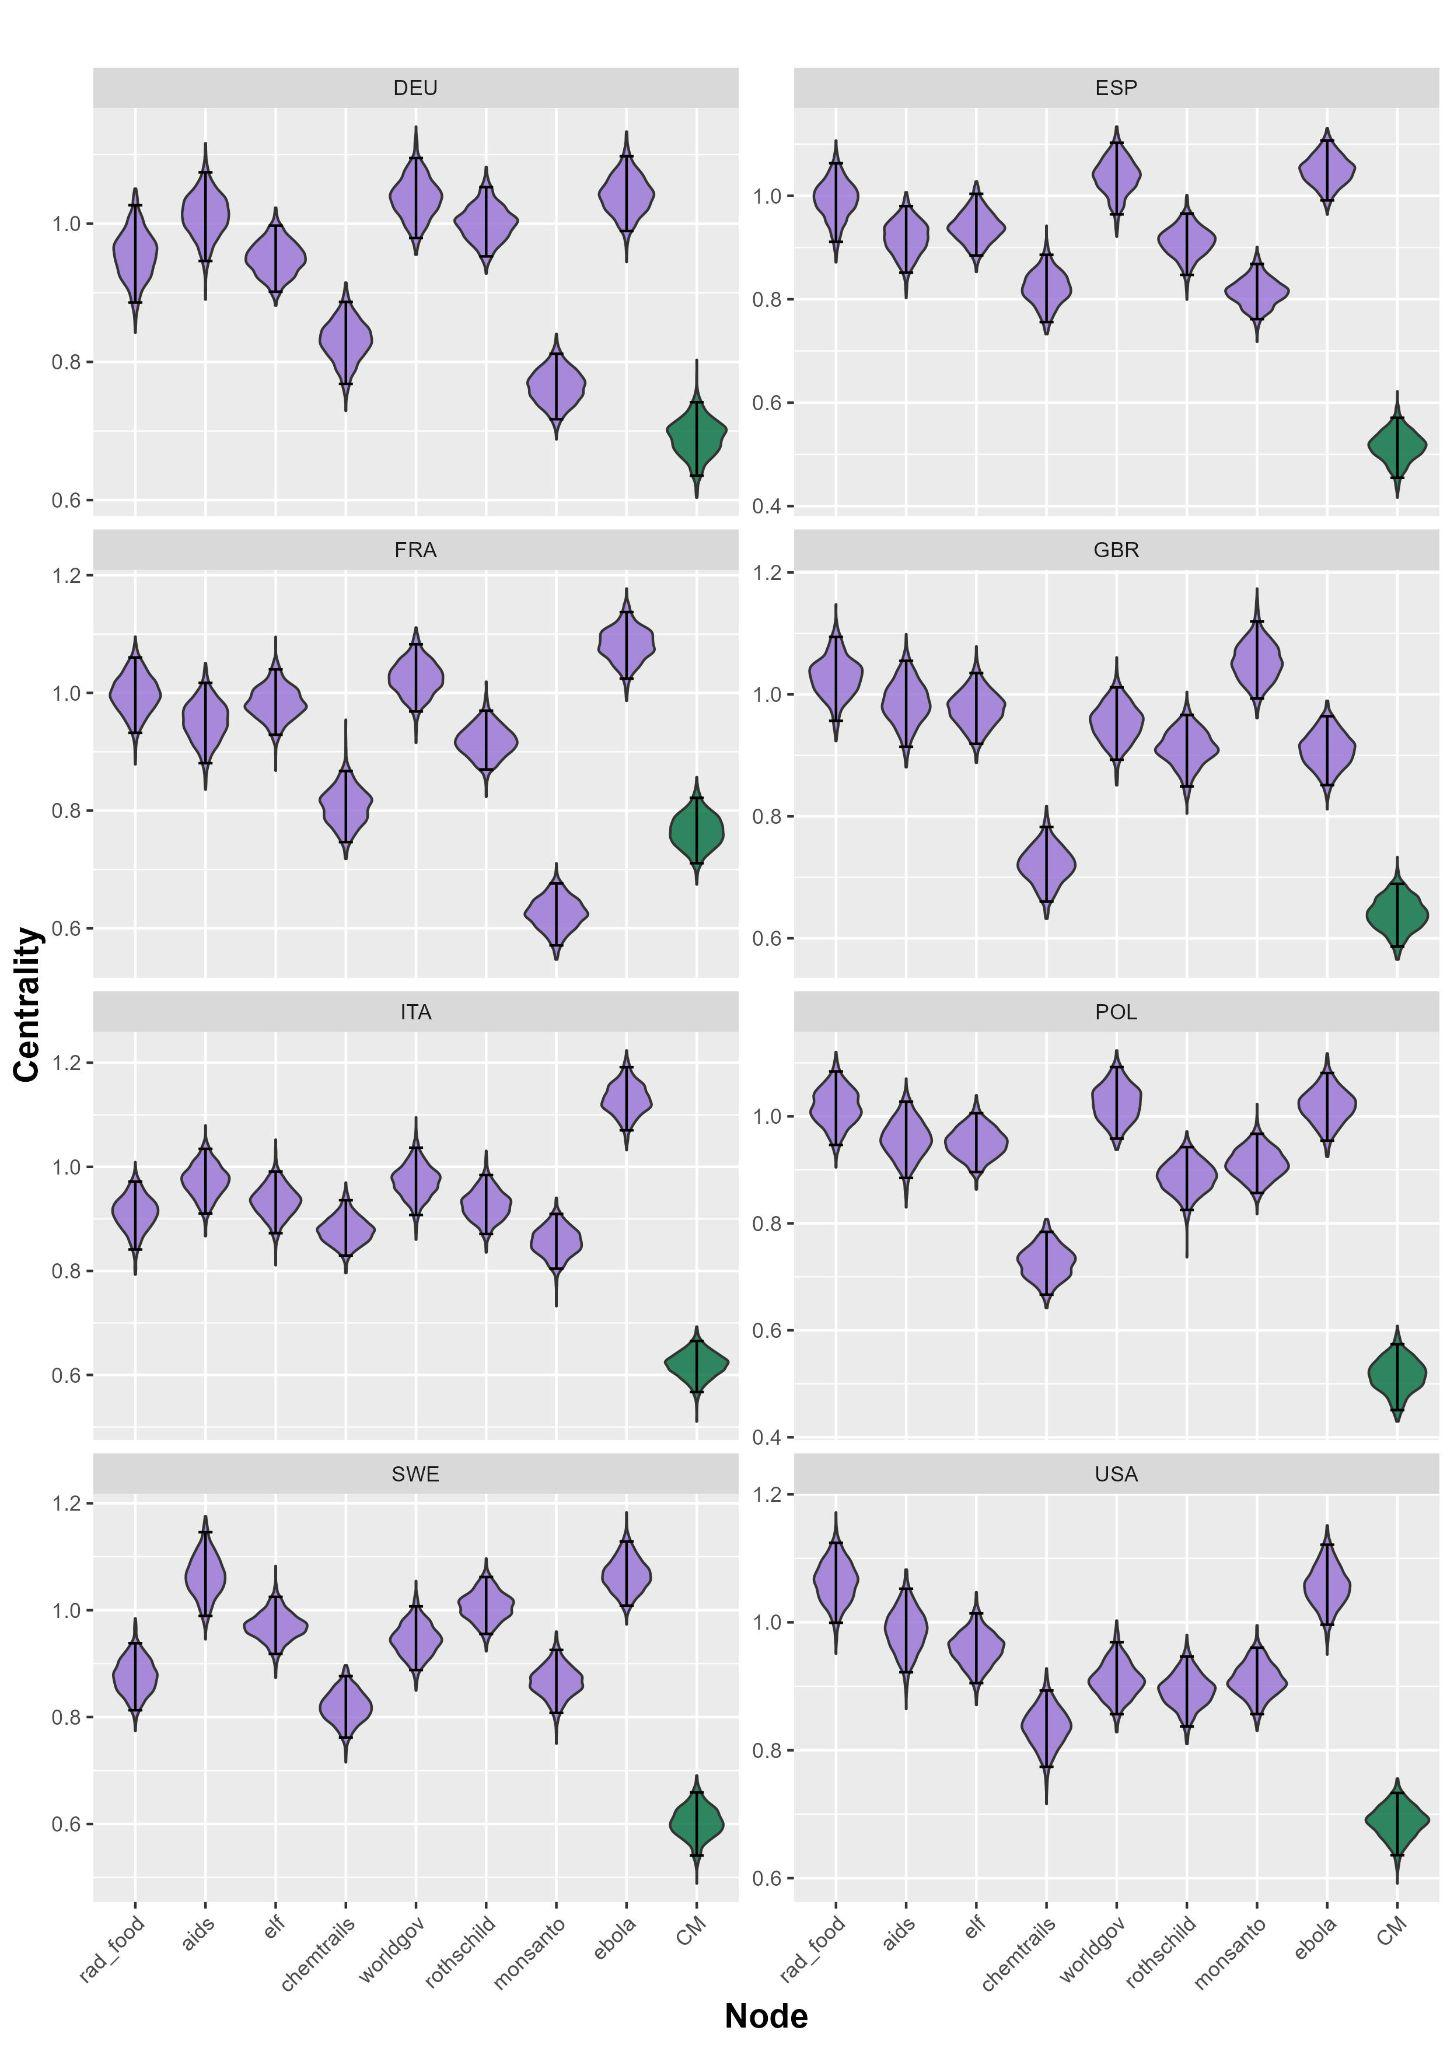 DEU
ESP
1.0
0.8
0.6
1.0
0.8
0.6
0.4
FRA
GBR
1.2
1.0
0.8
0.6
1.2
1.0
0.8
0.6
Centrality
ITA
POL
1.2
1.0
0.8
0.6
1.0
0.8
0.6
0.4
SWE
USA
1.2
1.0
0.8
0.6
1.2
1.0
0.8
0.6
rad_food
aids
elf
chemtrails
worldgov
rothschild
monsanto
ebola
CM
rad_food
aids
elf
chemtrails
worldgov
rothschild
monsanto
ebola
CM
Node